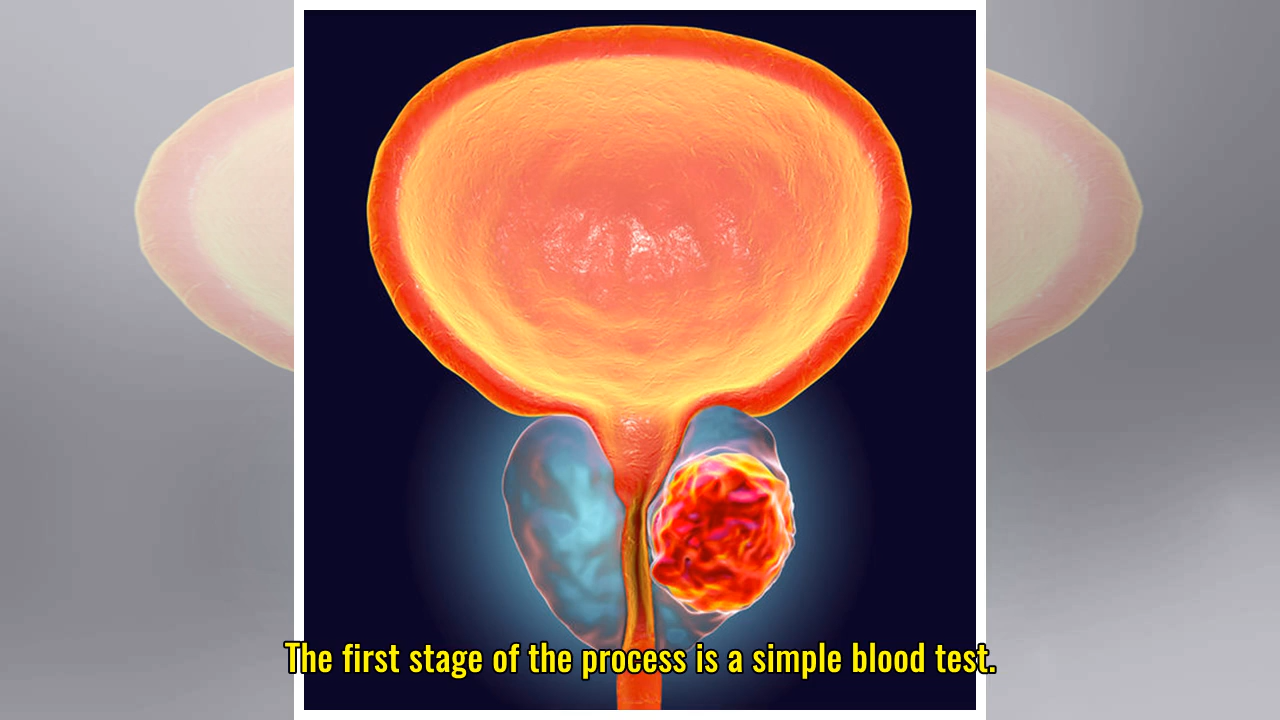 The first stage of the process is a simple blood test.